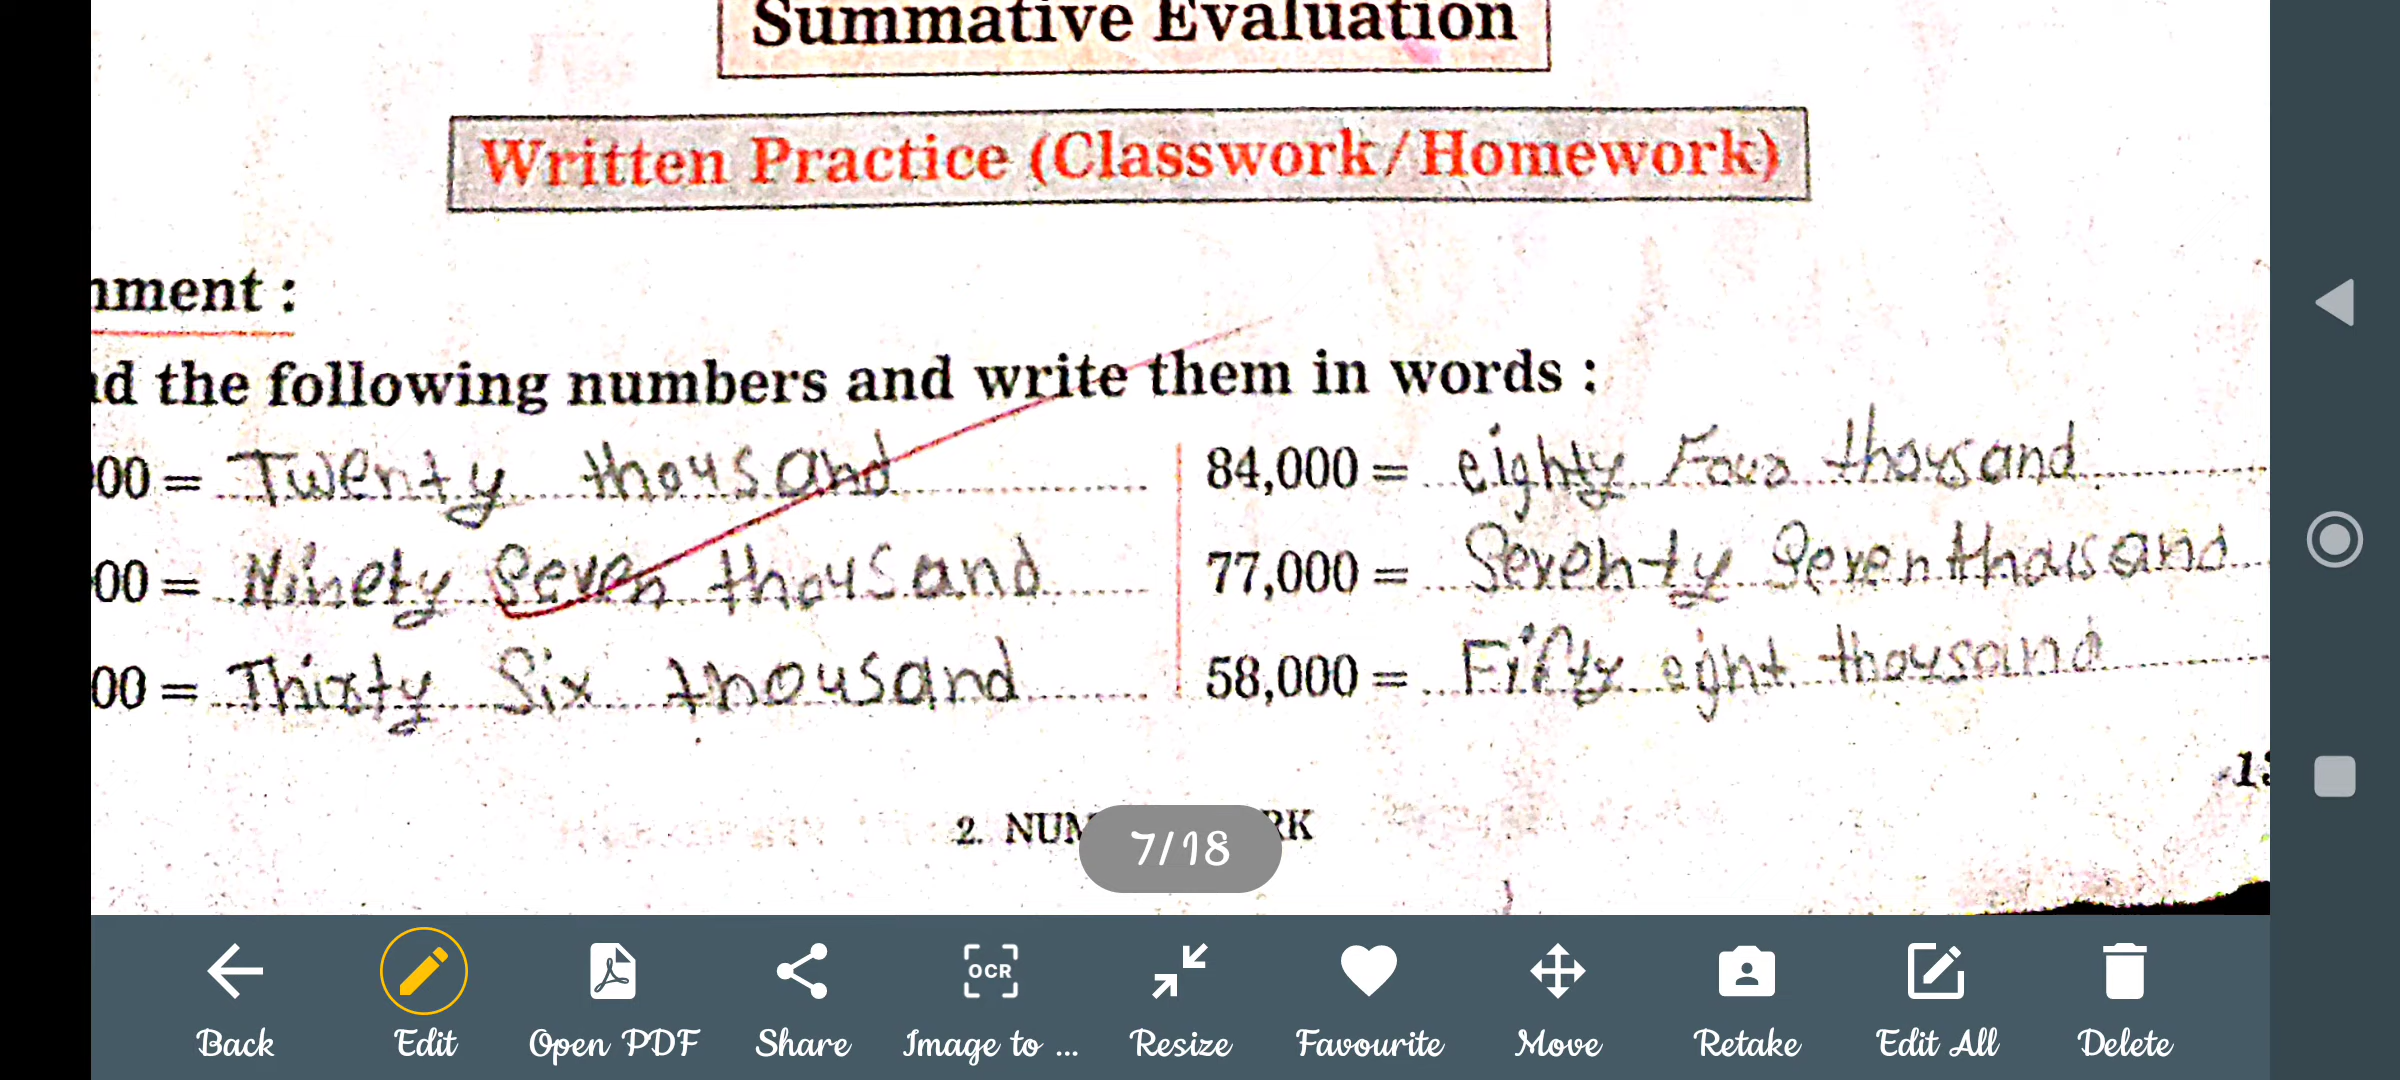 Summative Evaluation
Written Practice (Classwork/Homework)
nment :
d the following numbers and write them in words :
00 = Twenty thousand
84,000 = eighty Four thousand
00 = Ninety Seven thousand
77,000 = Seventy Seven thousand
00 = Thirty Six thousand
58,000 = Fifty eght thousand
2. NUM RK
7/18
Back
Edit
Open PDF
Share
OCR
Image to ...
Resize
Favourite
Move
Retake
Edit All
Delete